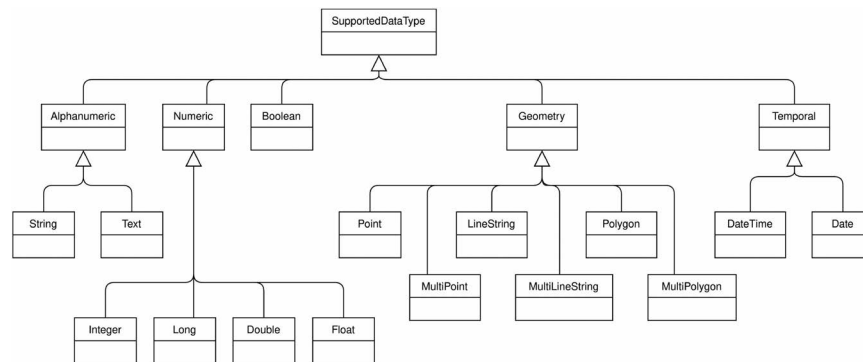 SupportedDataType
Alphanumeric
Numeric
Boolean
Geometry
Temporal
String
Text
Point
LineString
Polygon
DateTime
Date
MultiPoint
MultiLineString
MultiPolygon
Integer
Long
Double
Float